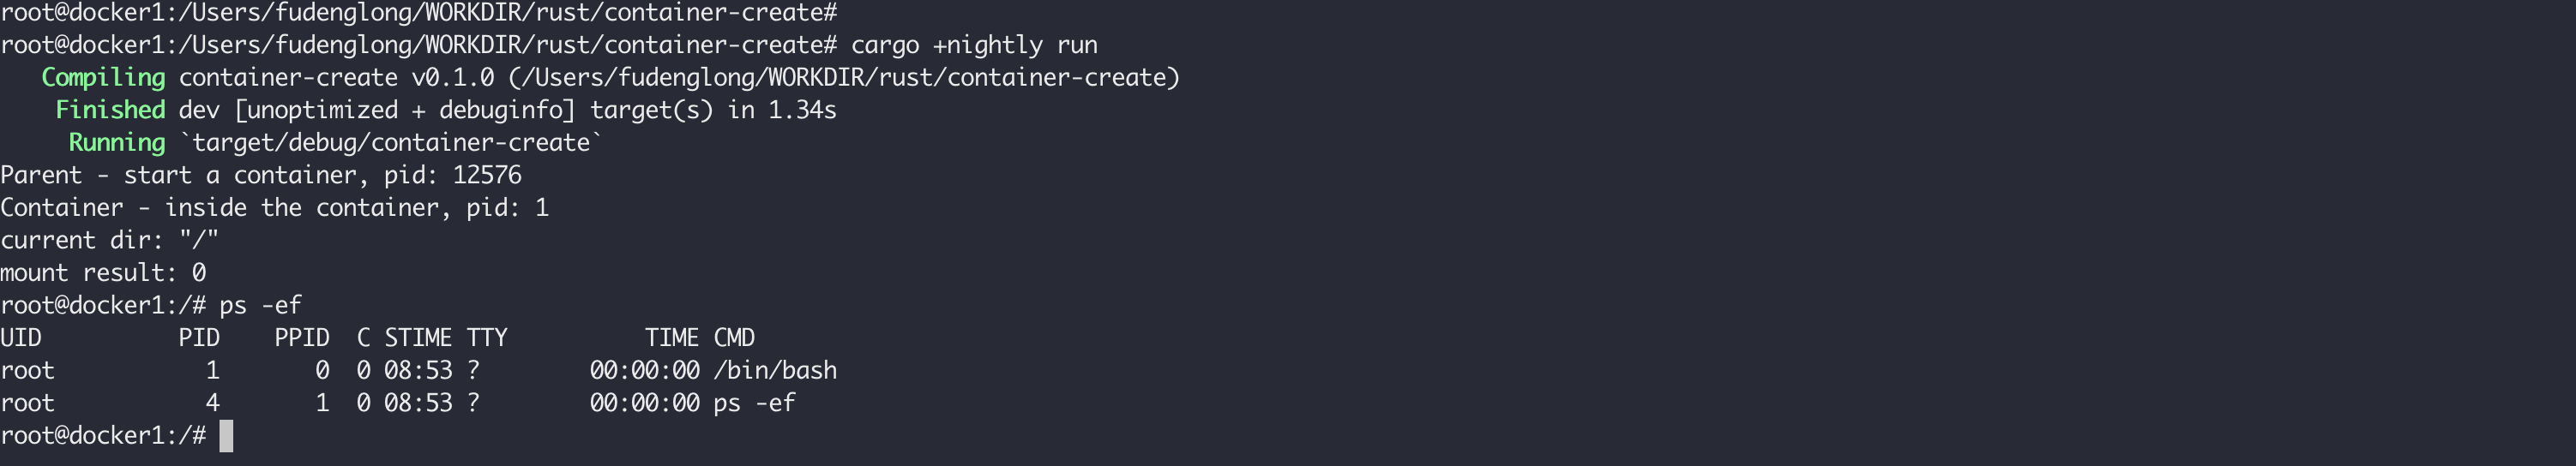 root@docker1:/Users/fudenglong/WORKDIR/rust/container-create#
root@docker1:/Users/fudenglong/WORKDIR/rust/container-create# cargo +nightly run
   Compiling container-create v0.1.0 (/Users/fudenglong/WORKDIR/rust/container-create)
    Finished dev [unoptimized + debuginfo] target(s) in 1.34s
     Running `target/debug/container-create`
Parent - start a container, pid: 12576
Container - inside the container, pid: 1
current dir: "/"
mount result: 0
root@docker1:/# ps -ef
UID         PID    PPID  C STIME TTY          TIME CMD
root           1       0  0 08:53 ?        00:00:00 /bin/bash
root           4       1  0 08:53 ?        00:00:00 ps -ef
root@docker1:/#